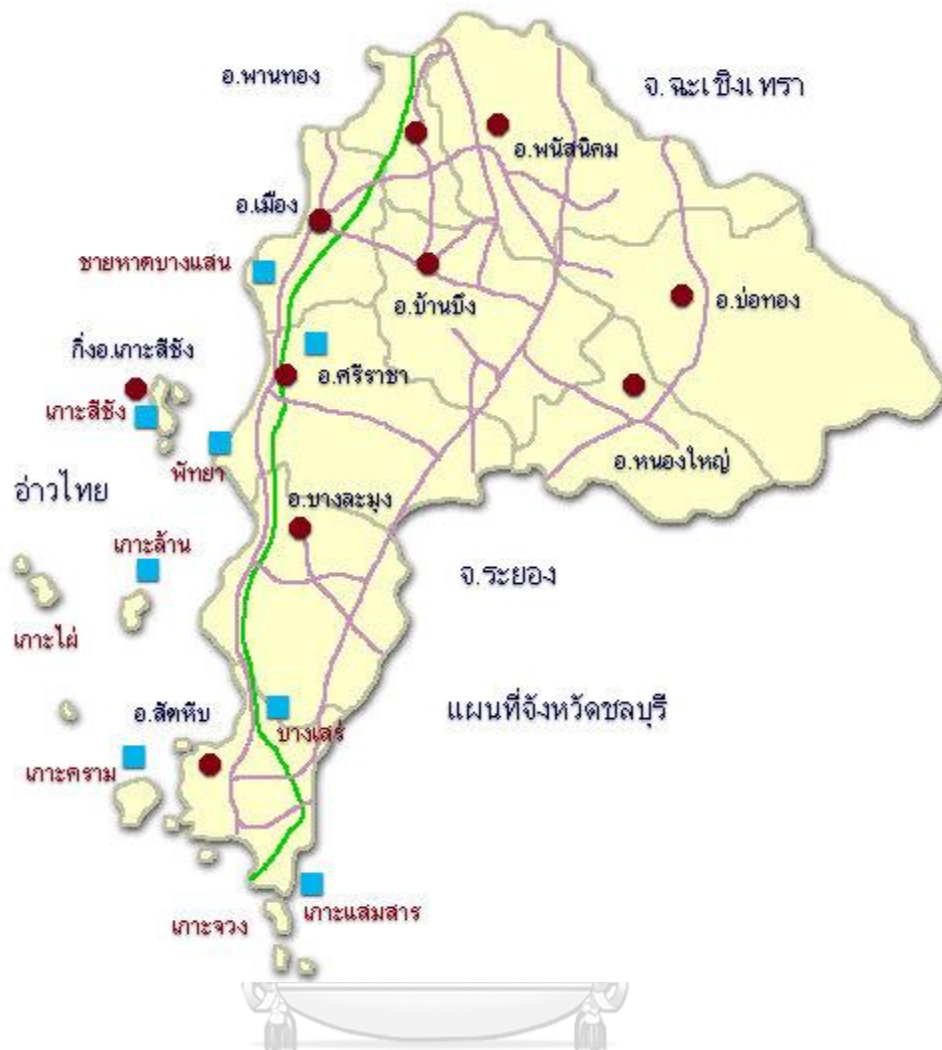 อ.พานทอง
จ.ฉะเชิงเทรา
อ.พนัสนิคม
อ.เมือง
ชายหาดบางแสน
อ.บ้านบึง
อ.บ่อทอง
กิ่งอ.เกาะสีชัง
อ.ศรีราชา
เกาะสีชัง
พัทยา
อ.หนองใหญ่
อ่าวไทย
อ.บางละมุง
เกาะล้าน
จ.ระยอง
เกาะไผ่
อ.สัตหีบ
แผนที่จังหวัดชลบุรี
บางเสร่
เกาะคราม
เกาะแสมสาร
เกาะจวง